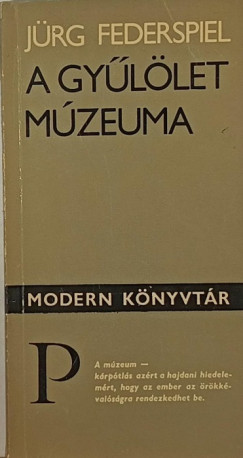 JÜRG FEDERSPIEL
A GYŰLÖLET
MÚZEUMA
MODERN KÖNYVTÁR
P
A múzeum —
kárpótlás azért a hajdani hiedele-
mért, hogy az ember az örökké-
valóságra rendezkedhet be.